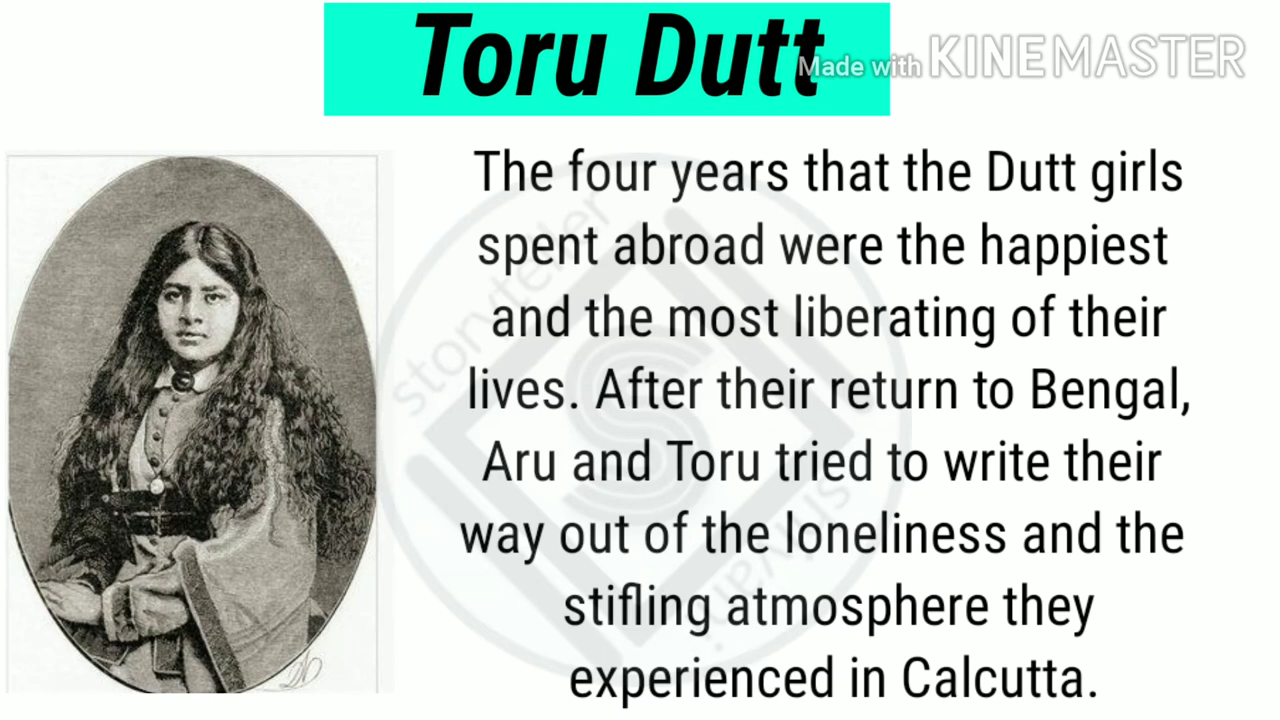 Toru Dutt
Made with KINEMASTER
The four years that the Dutt girls
spent abroad were the happiest
and the most liberating of their
lives. After their return to Bengal,
Aru and Toru tried to write their
way out of the loneliness and the
stifling atmosphere they
experienced in Calcutta.
storyteller